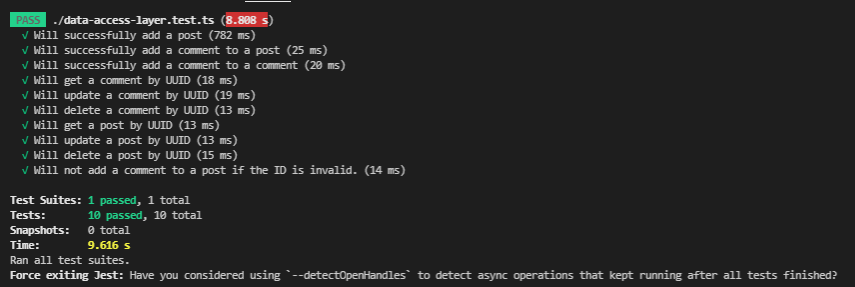 PASS ./data-access-layer.test.ts (8.808 s)
√ Will successfully add a post (782 ms)
√ Will successfully add a comment to a post (25 ms)
√ Will successfully add a comment to a comment (20 ms)
√ Will get a comment by UUID (18 ms)
√ Will update a comment by UUID (19 ms)
√ Will delete a comment by UUID (13 ms)
√ Will get a post by UUID (13 ms)
√ Will update a post by UUID (13 ms)
√ Will delete a post by UUID (15 ms)
√ Will not add a comment to a post if the ID is invalid. (14 ms)
Test Suites: 1 passed, 1 total
Tests: 10 passed, 10 total
Snapshots: 0 total
Time: 9.616 s
Ran all test suites.
Force exiting Jest: Have you considered using `--detectOpenHandles` to detect async operations that kept running after all tests finished?